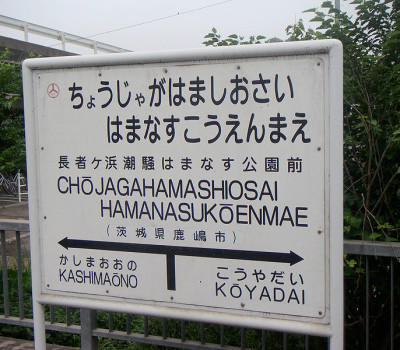 ちょうじゃがはましおさい
はまなすこうえんまえ
長者ヶ浜潮騒はまなす公園前
CHŌJAGAHAMASHIOSAI
HAMANASUKŌENMAE
(茨城県鹿嶋市)
かしまおおの
KASHIMAŌNO
こうやだい
KŌYADAI